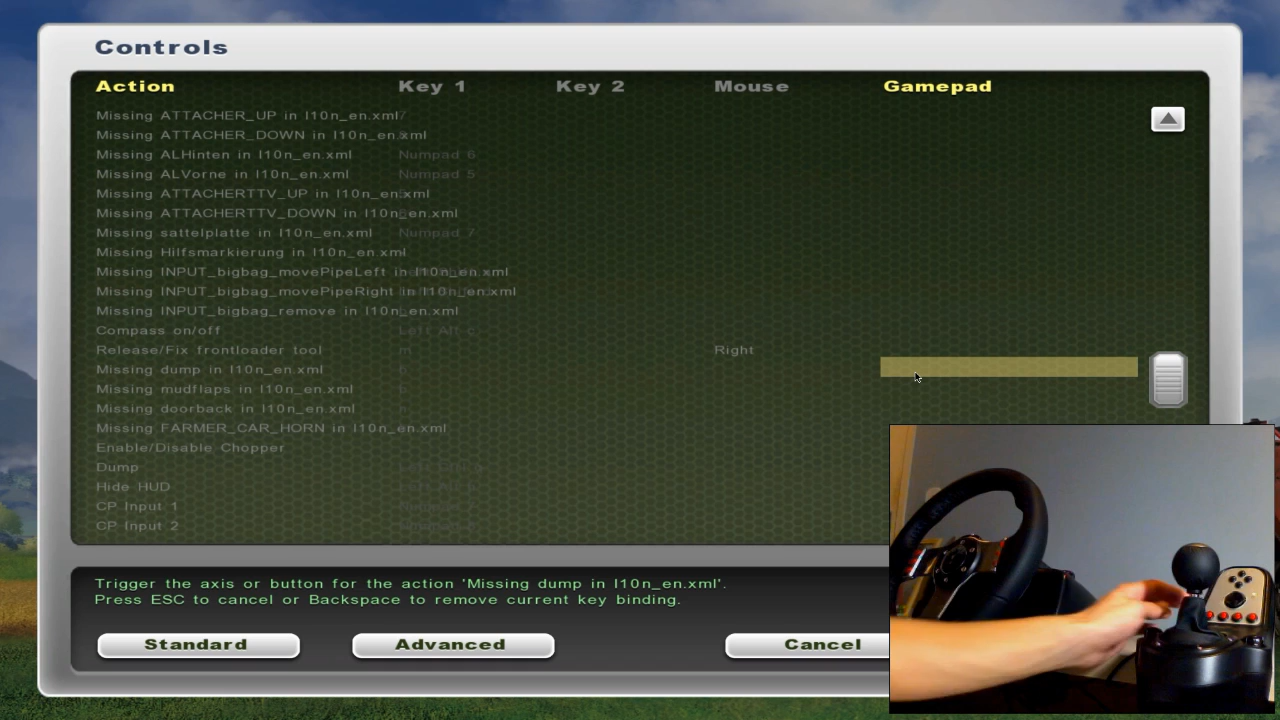 Controls
Action Key 1 Key 2 Mouse Gamepad
Missing ATTACHER_UP in l10n_en.xml
Missing ATTACHER_DOWN in l10n_en.xml
Missing ALHinten in l10n_en.xml Numpad 6
Missing ALVorne in l10n_en.xml Numpad 5
Missing ATTACHERTTV_UP in l10n_en.xml
Missing ATTACHERTTV_DOWN in l10n_en.xml
Missing sattelplatte in l10n_en.xml Numpad 7
Missing Hilfsmarkierung in l10n_en.xml
Missing INPUT_bigbag_movePipeLeft in l10n_en.xml
Missing INPUT_bigbag_movePipeRight in l10n_en.xml
Missing INPUT_bigbag_remove in l10n_en.xml
Compass on/off Left Alt c
Release/Fix frontloader tool m Right
Missing dump in l10n_en.xml
Missing mudflaps in l10n_en.xml
Missing doorback in l10n_en.xml
Missing FARMER_CAR_HORN in l10n_en.xml
Enable/Disable Chopper
Dump
Hide HUD
CP Input 1
CP Input 2
Trigger the axis or button for the action 'Missing dump in l10n_en.xml'.
Press ESC to cancel or Backspace to remove current key binding.
Standard Advanced Cancel